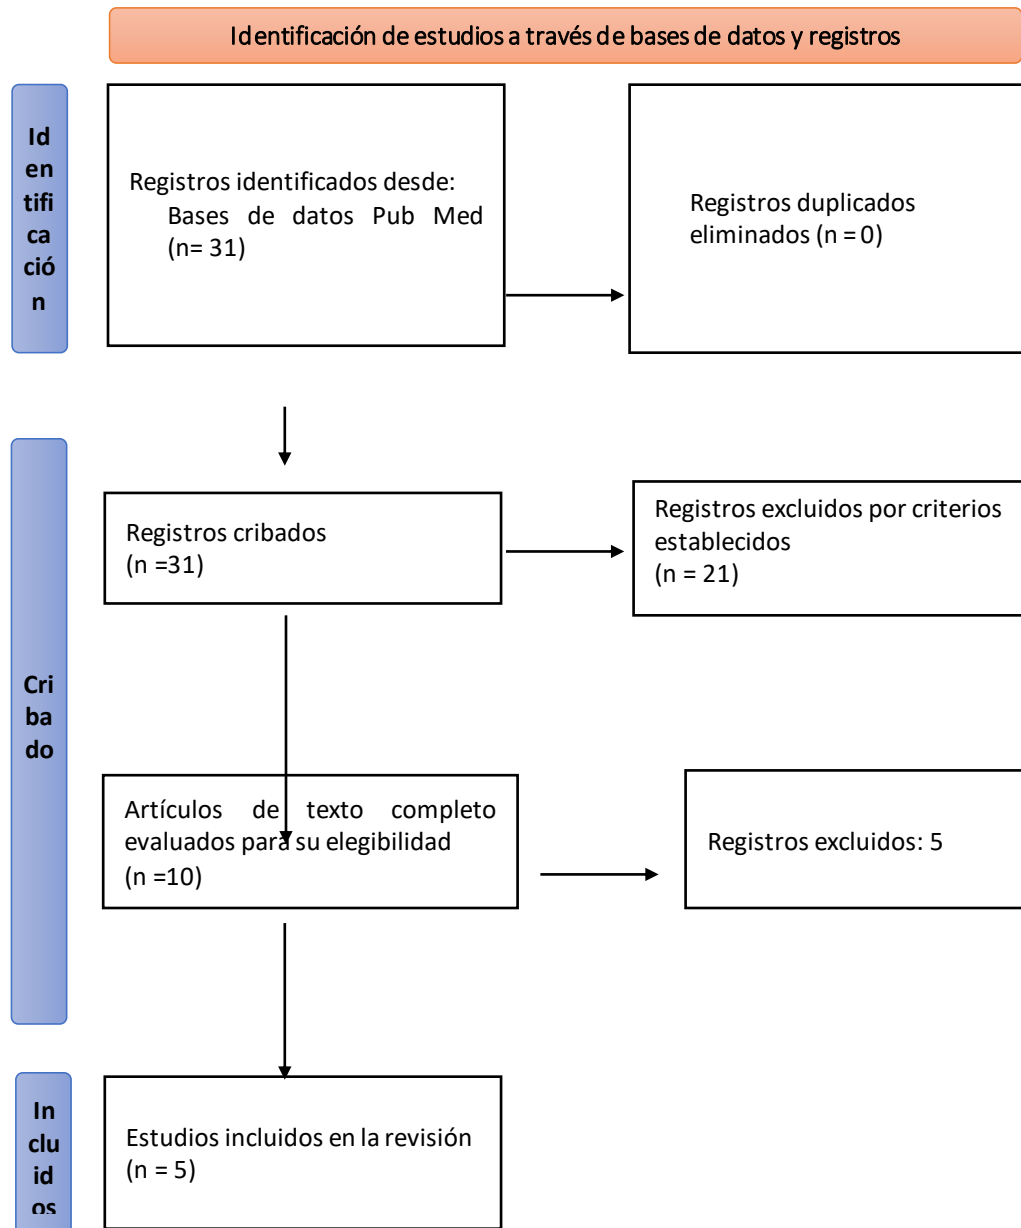 Identificación de estudios a través de bases de datos y registros
Id
en
tifi
ca
ció
n
Registros identificados desde:
Bases de datos Pub Med
(n= 31)
Registros duplicados
eliminados (n = 0)
Cri
ba
do
Registros cribados
(n =31)
Registros excluidos por criterios
establecidos
(n = 21)
Artículos de texto completo
evaluados para su elegibilidad
(n =10)
Registros excluidos: 5
In
clu
id
os
Estudios incluidos en la revisión
(n = 5)